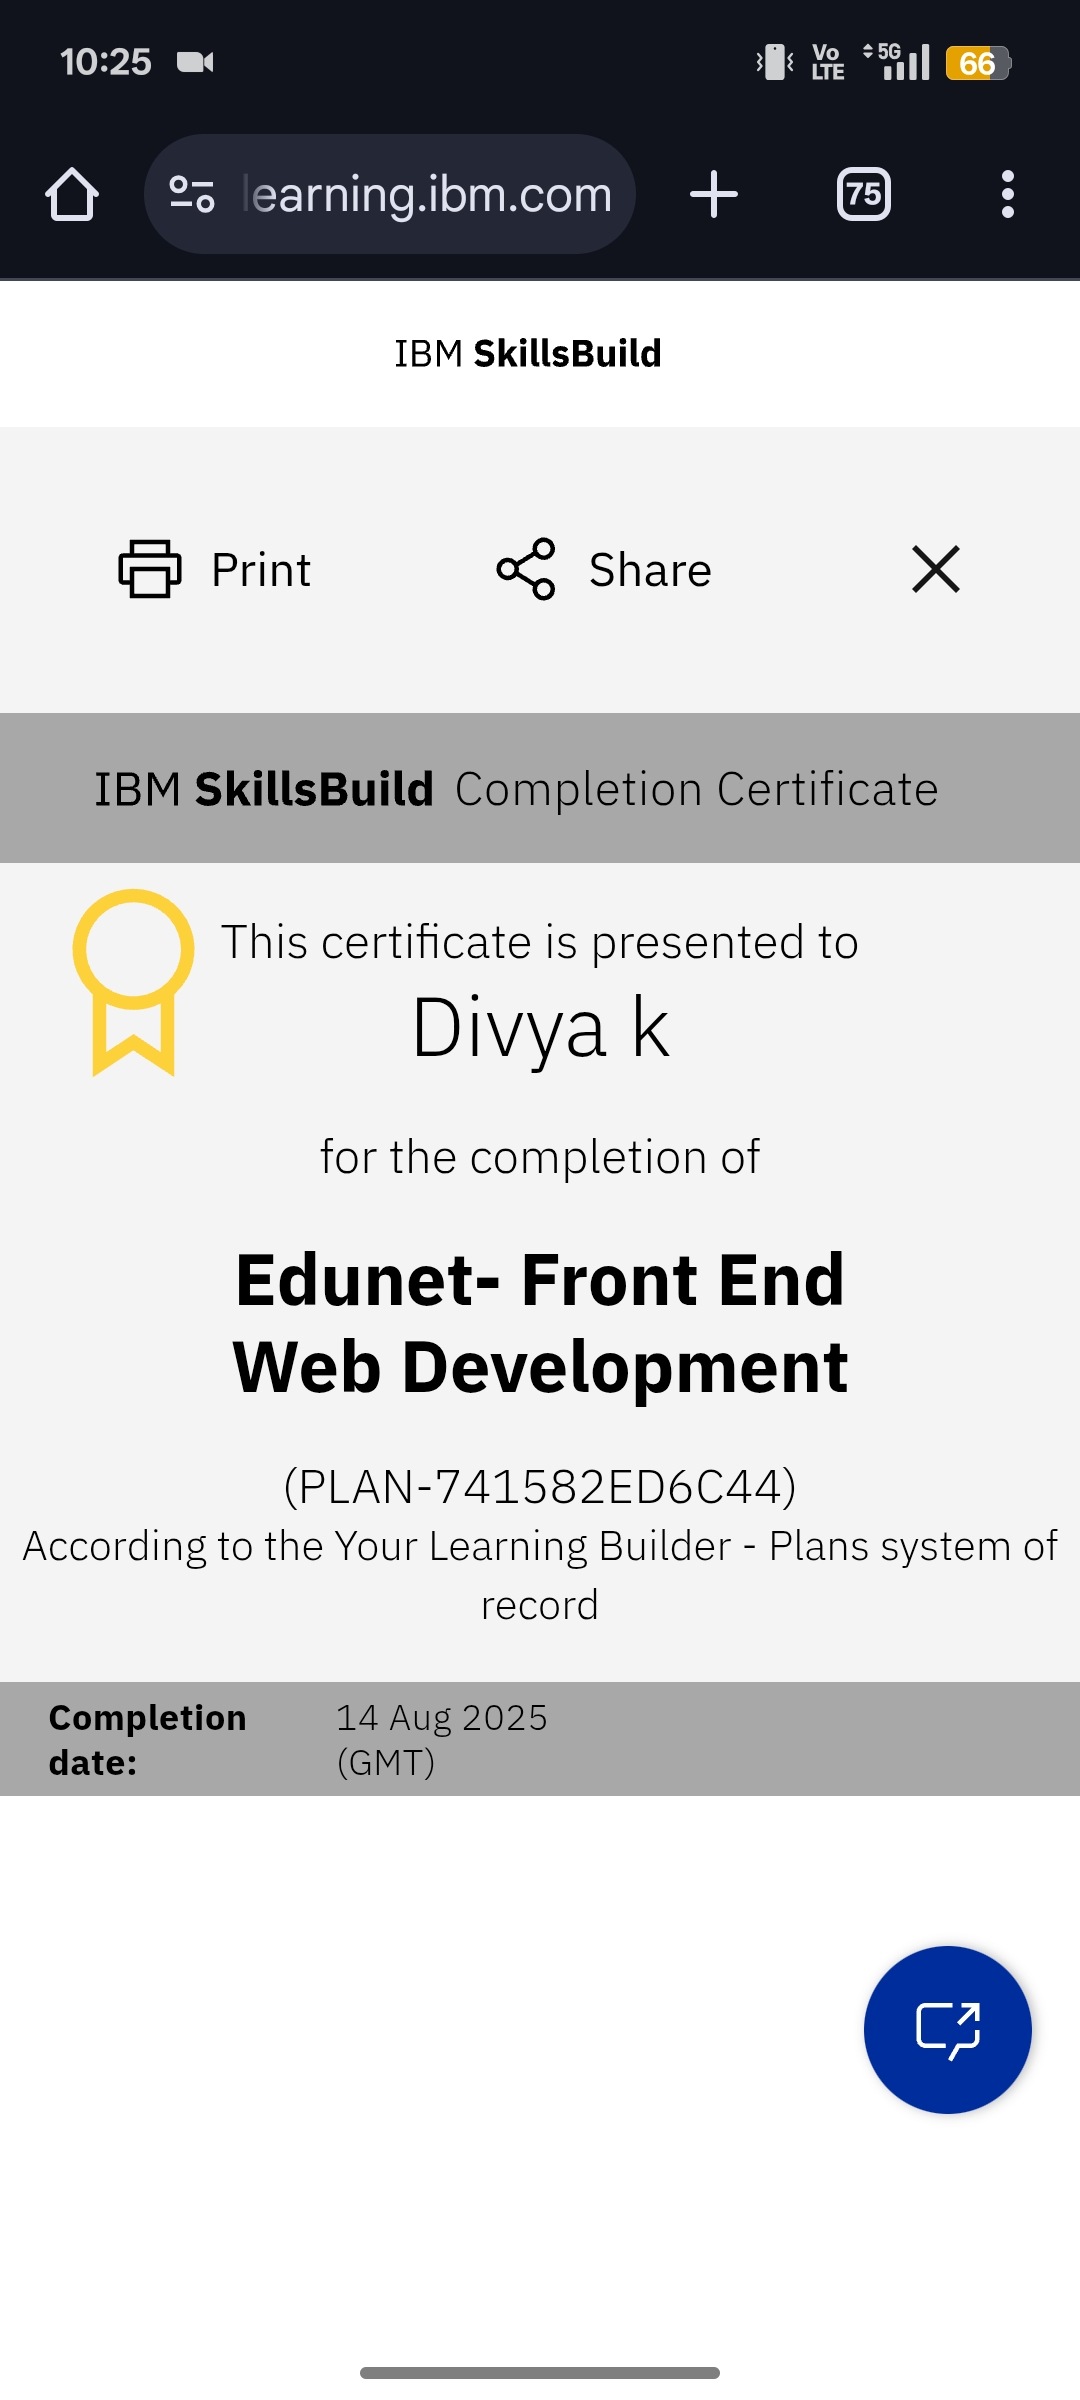 10:25
Vo
LTE
5G
66
learning.ibm.com
75
IBM SkillsBuild
Print
Share
IBM SkillsBuild Completion Certificate
This certificate is presented to
Divya k
for the completion of
Edunet- Front End
Web Development
(PLAN-741582ED6C44)
According to the Your Learning Builder - Plans system of
record
Completion
date:
14 Aug 2025
(GMT)